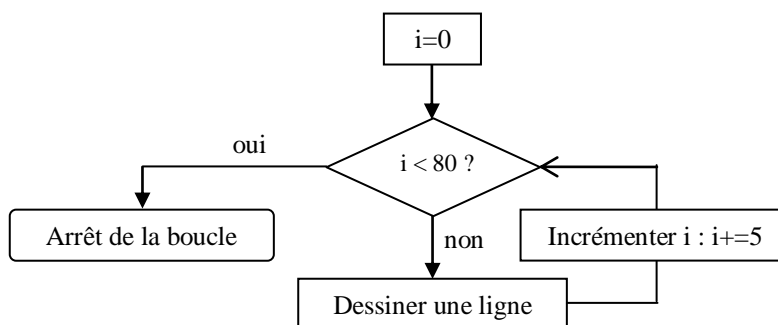 i=0
oui
i < 80 ?
Arrêt de la boucle
non
Incrémenter i : i+=5
Dessiner une ligne